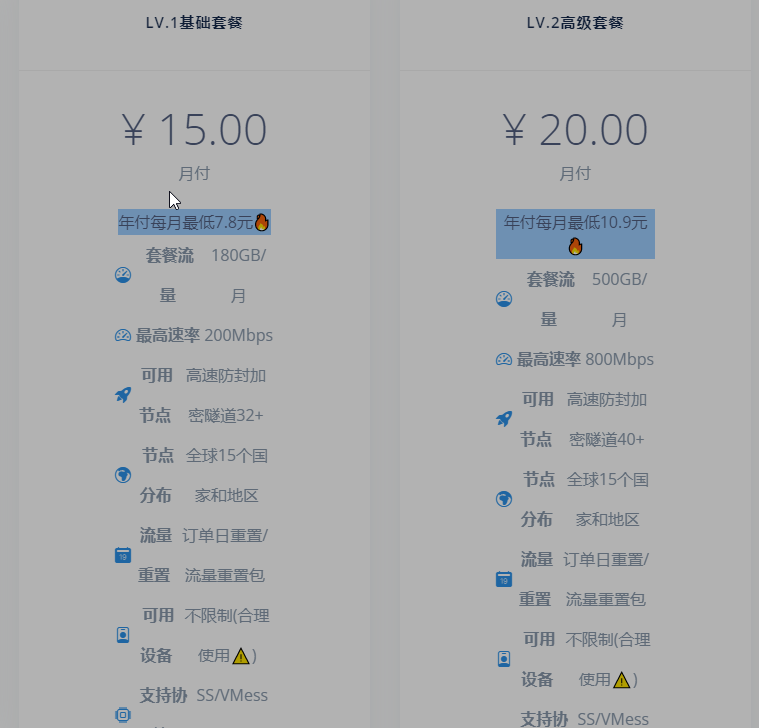 LV.1基础套餐
¥ 15.00
月付
年付每月最低7.8元🔥
套餐流量 180GB/月
最高速率 200Mbps
可用节点 高速防封加密隧道32+
节点分布 全球15个国家和地区
流量重置 订单日重置/流量重置包
可用设备 不限制(合理使用⚠)
支持协 SS/VMess
LV.2高级套餐
¥ 20.00
月付
年付每月最低10.9元🔥
套餐流量 500GB/月
最高速率 800Mbps
可用节点 高速防封加密隧道40+
节点分布 全球15个国家和地区
流量重置 订单日重置/流量重置包
可用设备 不限制(合理使用⚠)
支持协 SS/VMess